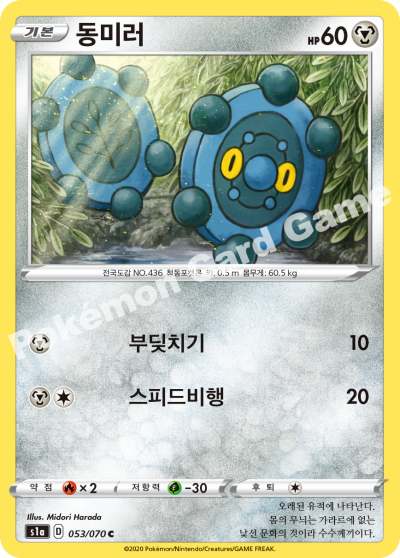 기본 동미러 HP 60
전국도감 NO.436 청동포켓몬 키: 0.5 m 몸무게: 60.5 kg
Pokémon Card Game
부딪치기 10
스피드비행 20
약점 ×2 저항력 -30 후퇴
Illus. Midori Harada
s1a D 053/070 C
오래된 유적에 나타난다.
몸의 무늬는 가라르에 없는
낯선 문화의 것이라 수수께끼이다.
©2020 Pokémon/Nintendo/Creatures/GAME FREAK.